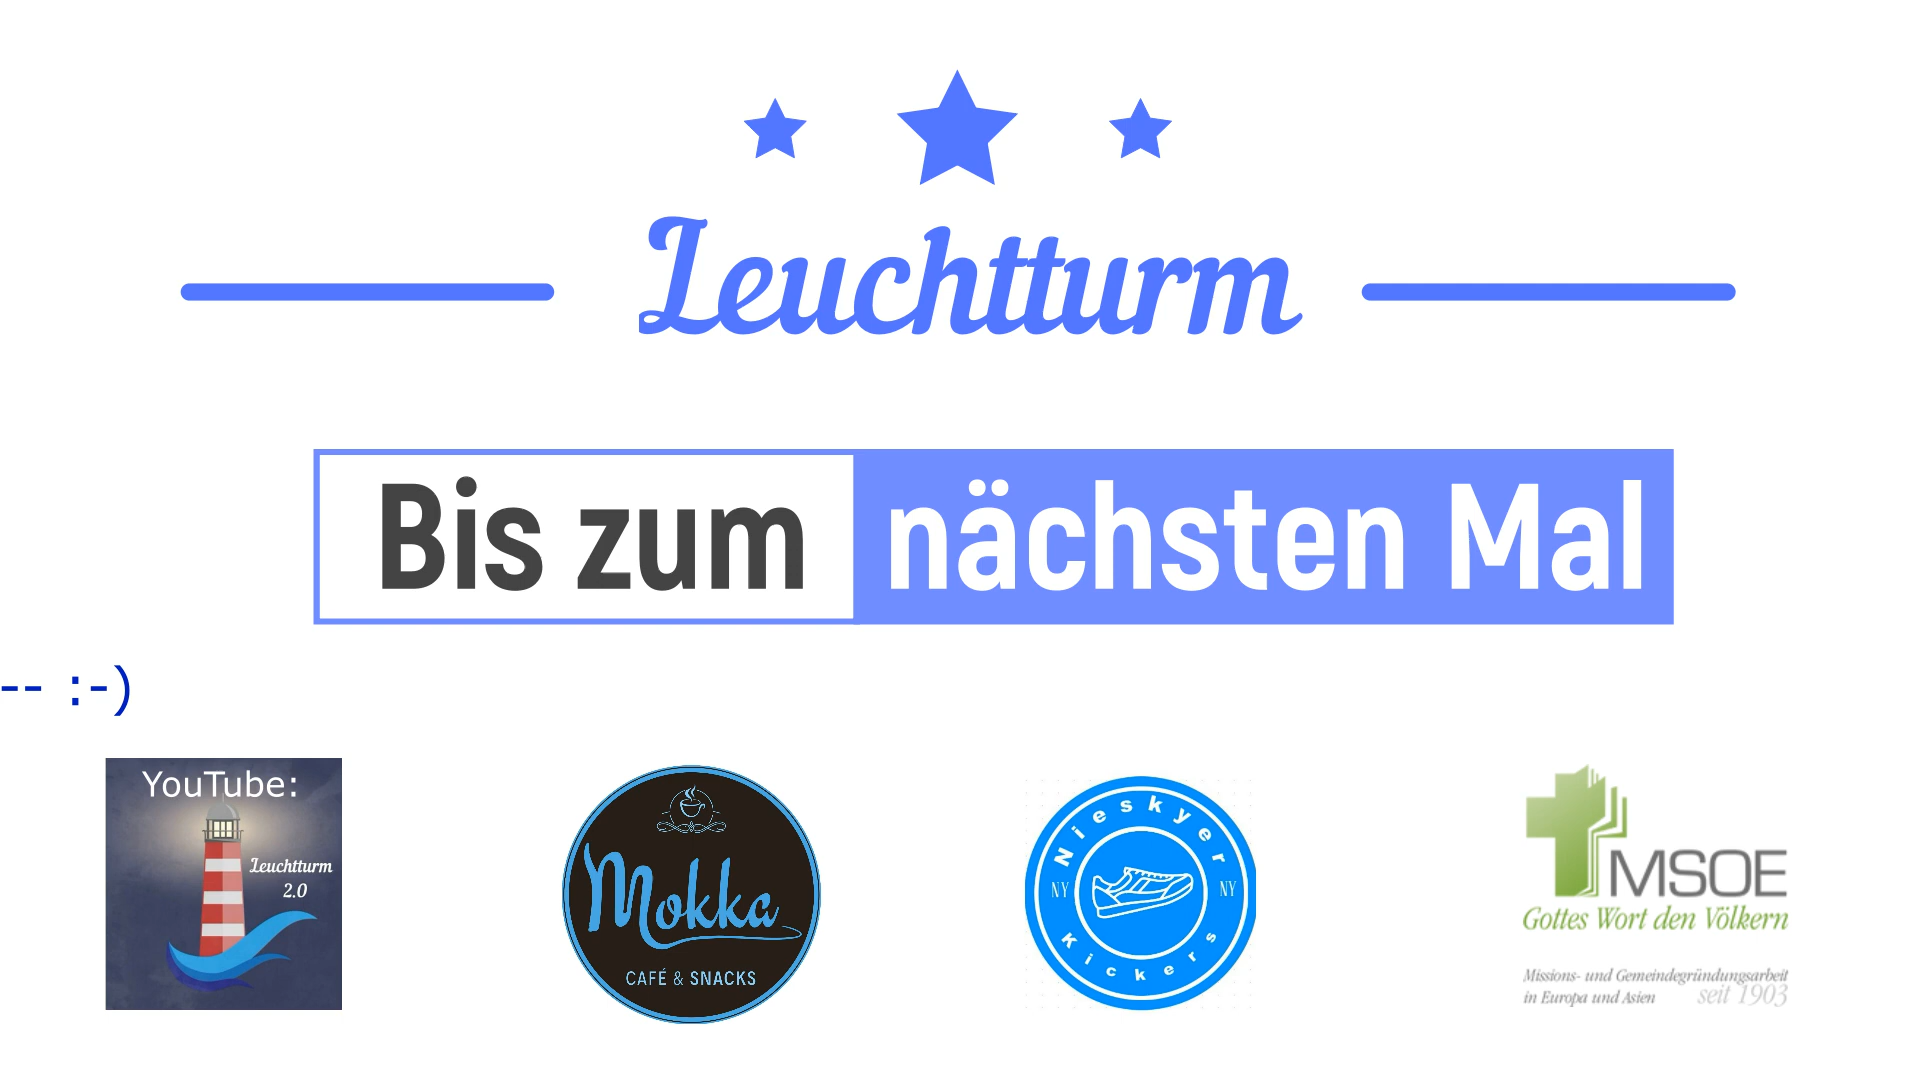 Leuchtturm
Bis zum nächsten Mal
-- :-)
YouTube:
Leuchtturm
2.0
Mokka
CAFÉ & SNACKS
Nieskyer
NY NY
Kickers
MSOE
Gottes Wort den Völkern
Missions- und Gemeindegründungsarbeit
in Europa und Asien seit 1903